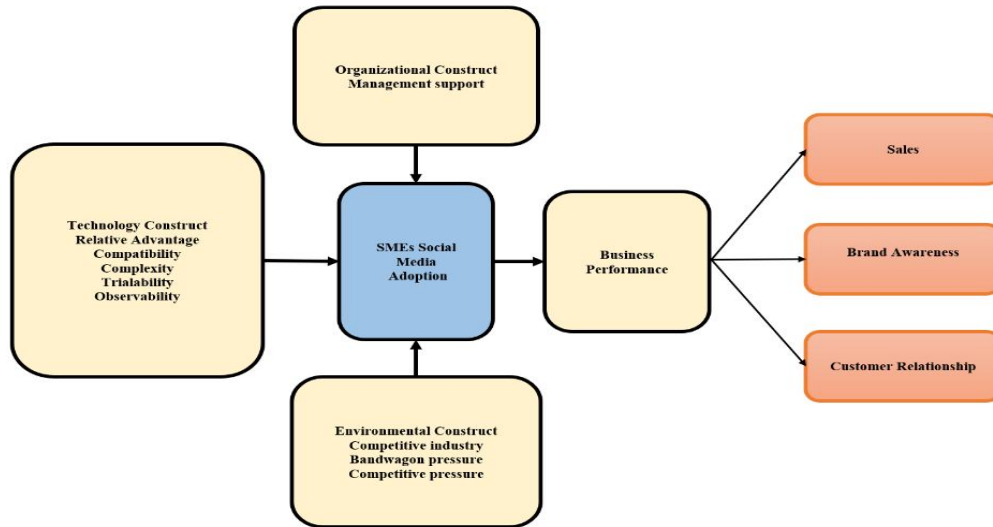 Organizational Construct
Management support
Technology Construct
Relative Advantage
Compatibility
Complexity
Trialability
Observability
SMEs Social
Media
Adoption
Business
Performance
Sales
Brand Awareness
Customer Relationship
Environmental Construct
Competitive industry
Bandwagon pressure
Competitive pressure